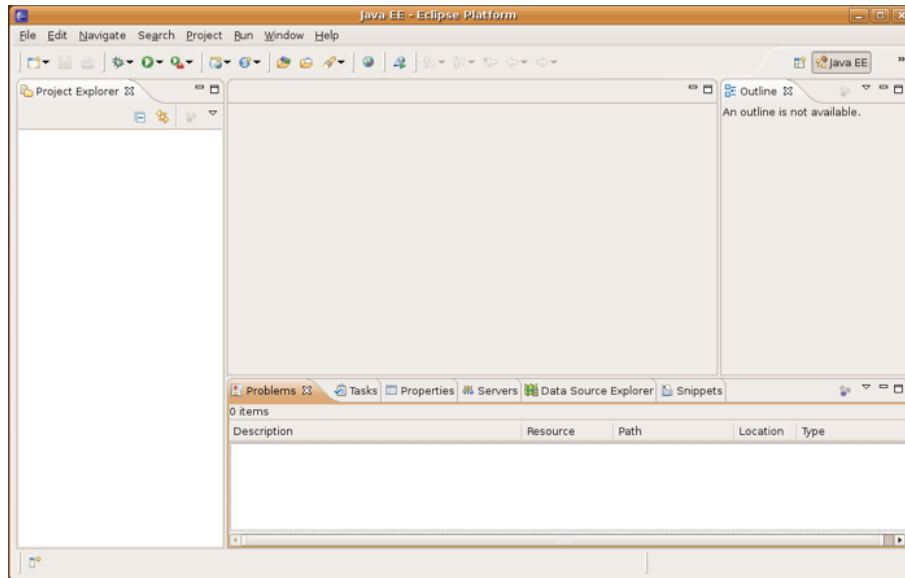 Java EE - Eclipse Platform
File Edit Navigate Search Project Run Window Help
Java EE
Project Explorer
Outline
An outline is not available.
Problems Tasks Properties Servers Data Source Explorer Snippets
0 items
Description Resource Path Location Type